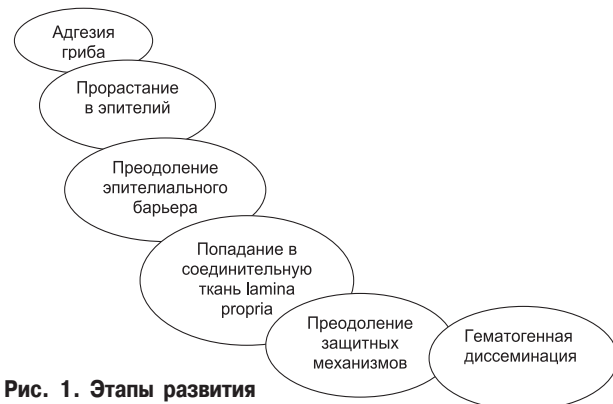 Адгезия
гриба
Прорастание
в эпителий
Преодоление
эпителиального
барьера
Попадание в
соединительную
ткань lamina
propria
Преодоление
защитных
механизмов
Гематогенная
диссеминация
Рис. 1. Этапы развития